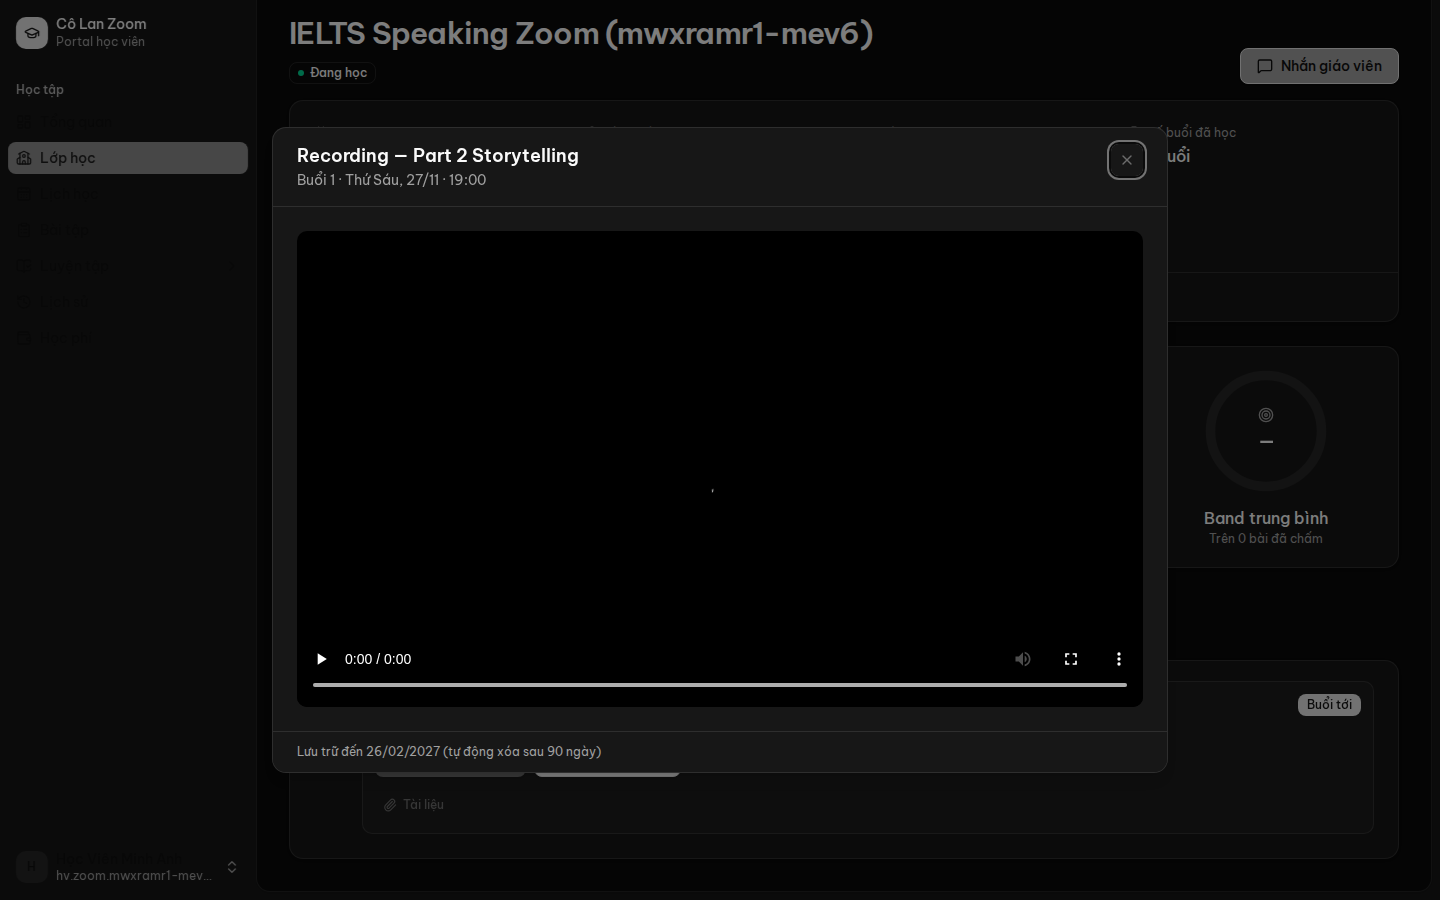 Cô Lan Zoom
Portal học viên
Học tập
Tổng quan
Lớp học
hv.zoom.mwxramr1-mev...
IELTS Speaking Zoom (mwxramr1-mev6)
Đang học
Nhắn giáo viên
buổi đã học
uổi
Recording — Part 2 Storytelling
Buổi 1 · Thứ Sáu, 27/11 · 19:00
0:00 / 0:00
Lưu trữ đến 26/02/2027 (tự động xóa sau 90 ngày)
Band trung bình
Trên 0 bài đã chấm
Buổi tới
Tài liệu